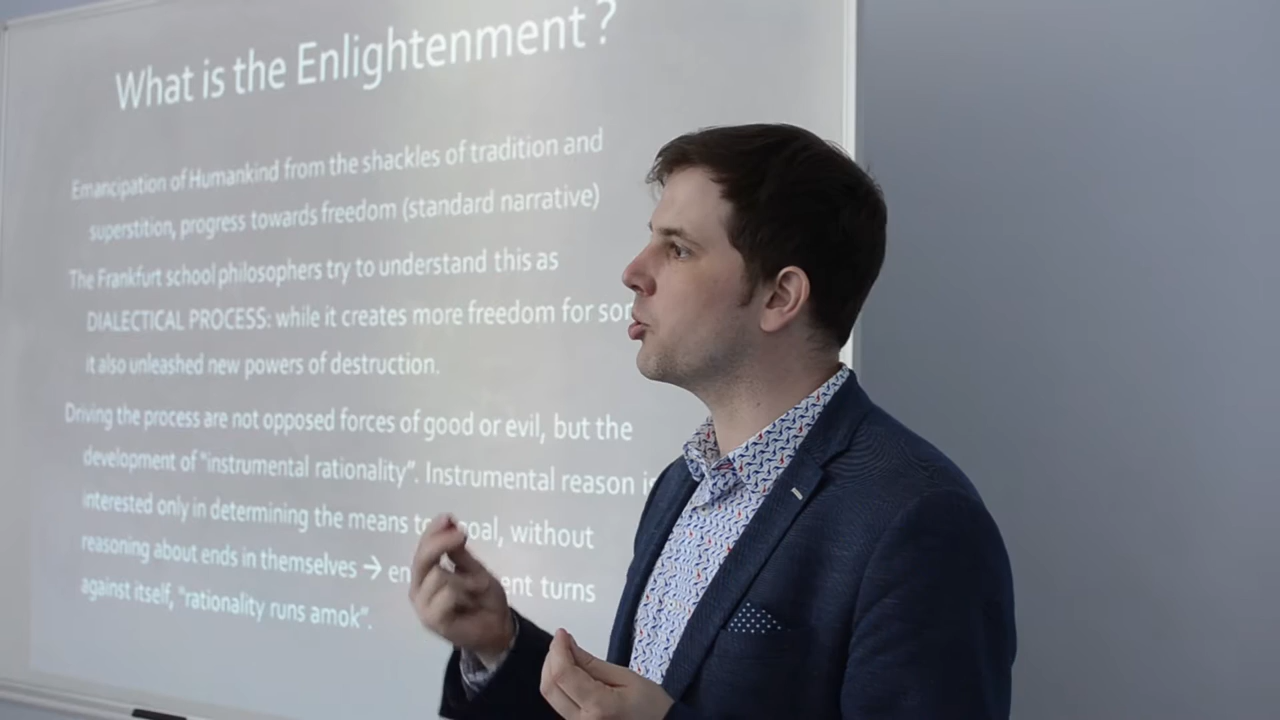 What is the Enlightenment ?
Emancipation of Humankind from the shackles of tradition and
superstition, progress towards freedom (standard narrative)
The Frankfurt school philosophers try to understand this as
DIALECTICAL PROCESS: while it creates more freedom for
it also unleashed new powers of destruction.
Driving the process are not opposed forces of good or evil, but the
development of "instrumental rationality". Instrumental reason
interested only in determining the means without
reasoning about ends in themselves → turns
against itself, "rationality runs amok".